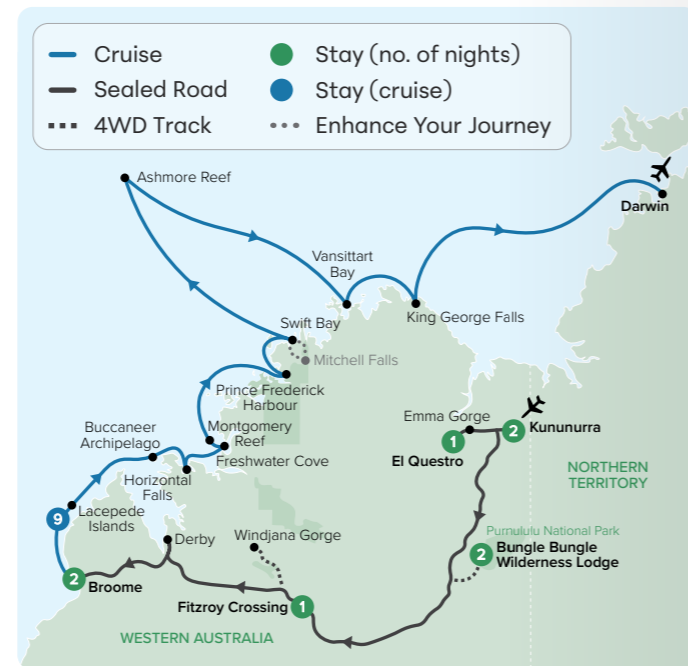 Cruise
Stay (no. of nights)
Sealed Road
Stay (cruise)
4WD Track
Enhance Your Journey
Ashmore Reef
Darwin
Vansittart
Bay
King George Falls
Swift Bay
Mitchell Falls
Prince Frederick
Harbour
Emma Gorge
2
Kununurra
1
El Questro
Buccaneer
Archipelago
Montgomery
Reef
Freshwater Cove
Horizontal
Falls
NORTHERN
TERRITORY
9
Lacepede
Islands
Derby
Windjana Gorge
Purnululu National Park
2
Bungle Bungle
Wilderness Lodge
2
Broome
Fitzroy Crossing
1
WESTERN AUSTRALIA